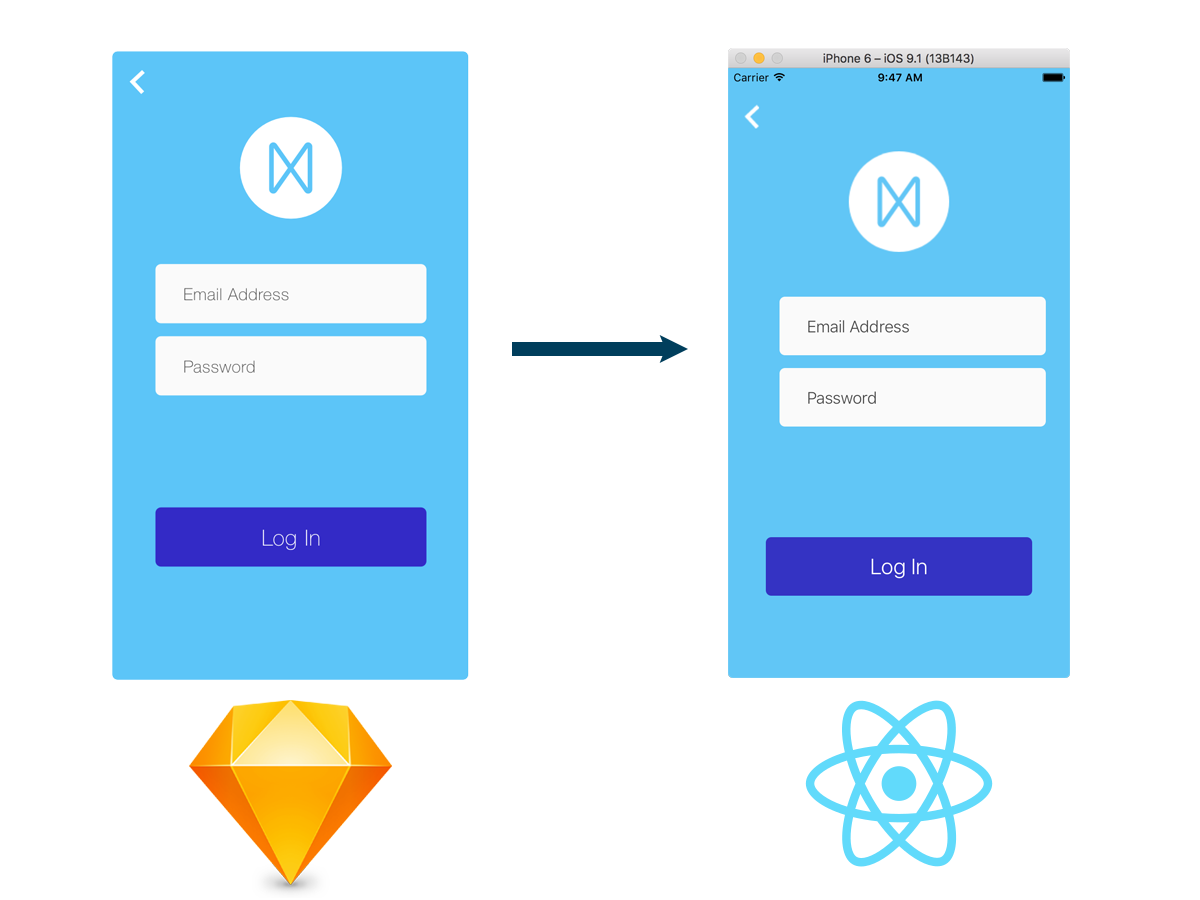 Email Address
Password
Log In
iPhone 6 – iOS 9.1 (13B143)
Carrier 9:47 AM
Email Address
Password
Log In